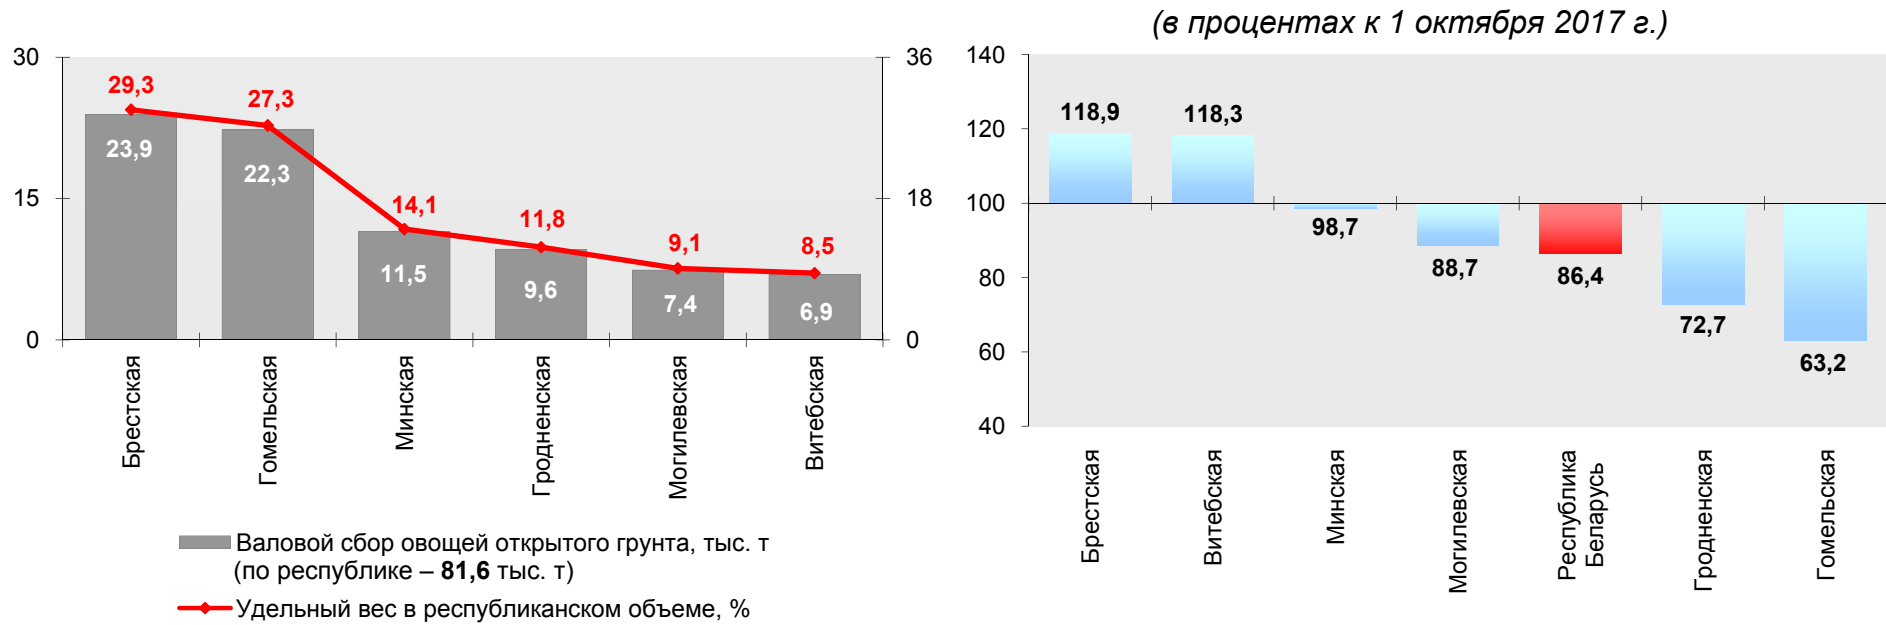 30
15
0
29,3
27,3
14,1
11,8
9,1
8,5
23,9
22,3
11,5
9,6
7,4
6,9
36
18
0
Брестская
Гомельская
Минская
Гродненская
Могилевская
Витебская
Валовой сбор овощей открытого грунта, тыс. т
(по республике – 81,6 тыс. т)
Удельный вес в республиканском объеме, %
(в процентах к 1 октября 2017 г.)
140
120
100
80
60
40
118,9
118,3
98,7
88,7
86,4
72,7
63,2
Брестская
Витебская
Минская
Могилевская
Республика
Беларусь
Гродненская
Гомельская